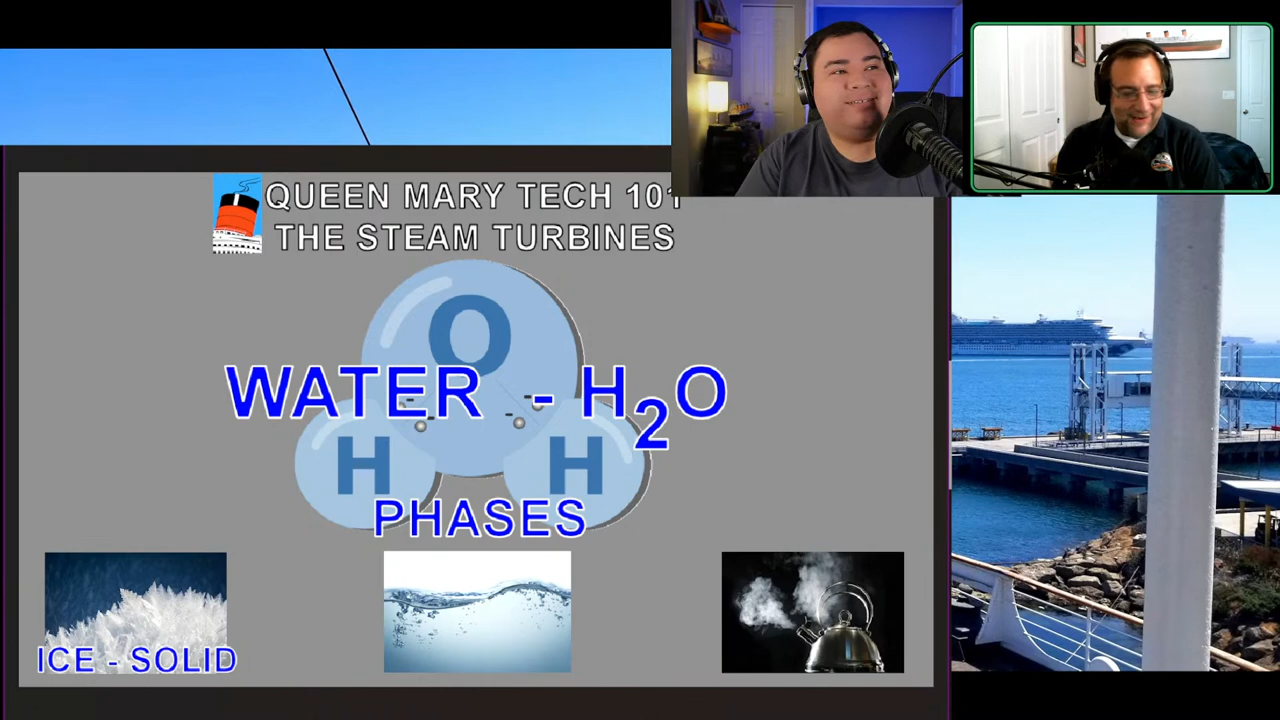 QUEEN MARY TECH 101
THE STEAM TURBINES
O
WATER - H2O
H H
PHASES
ICE - SOLID